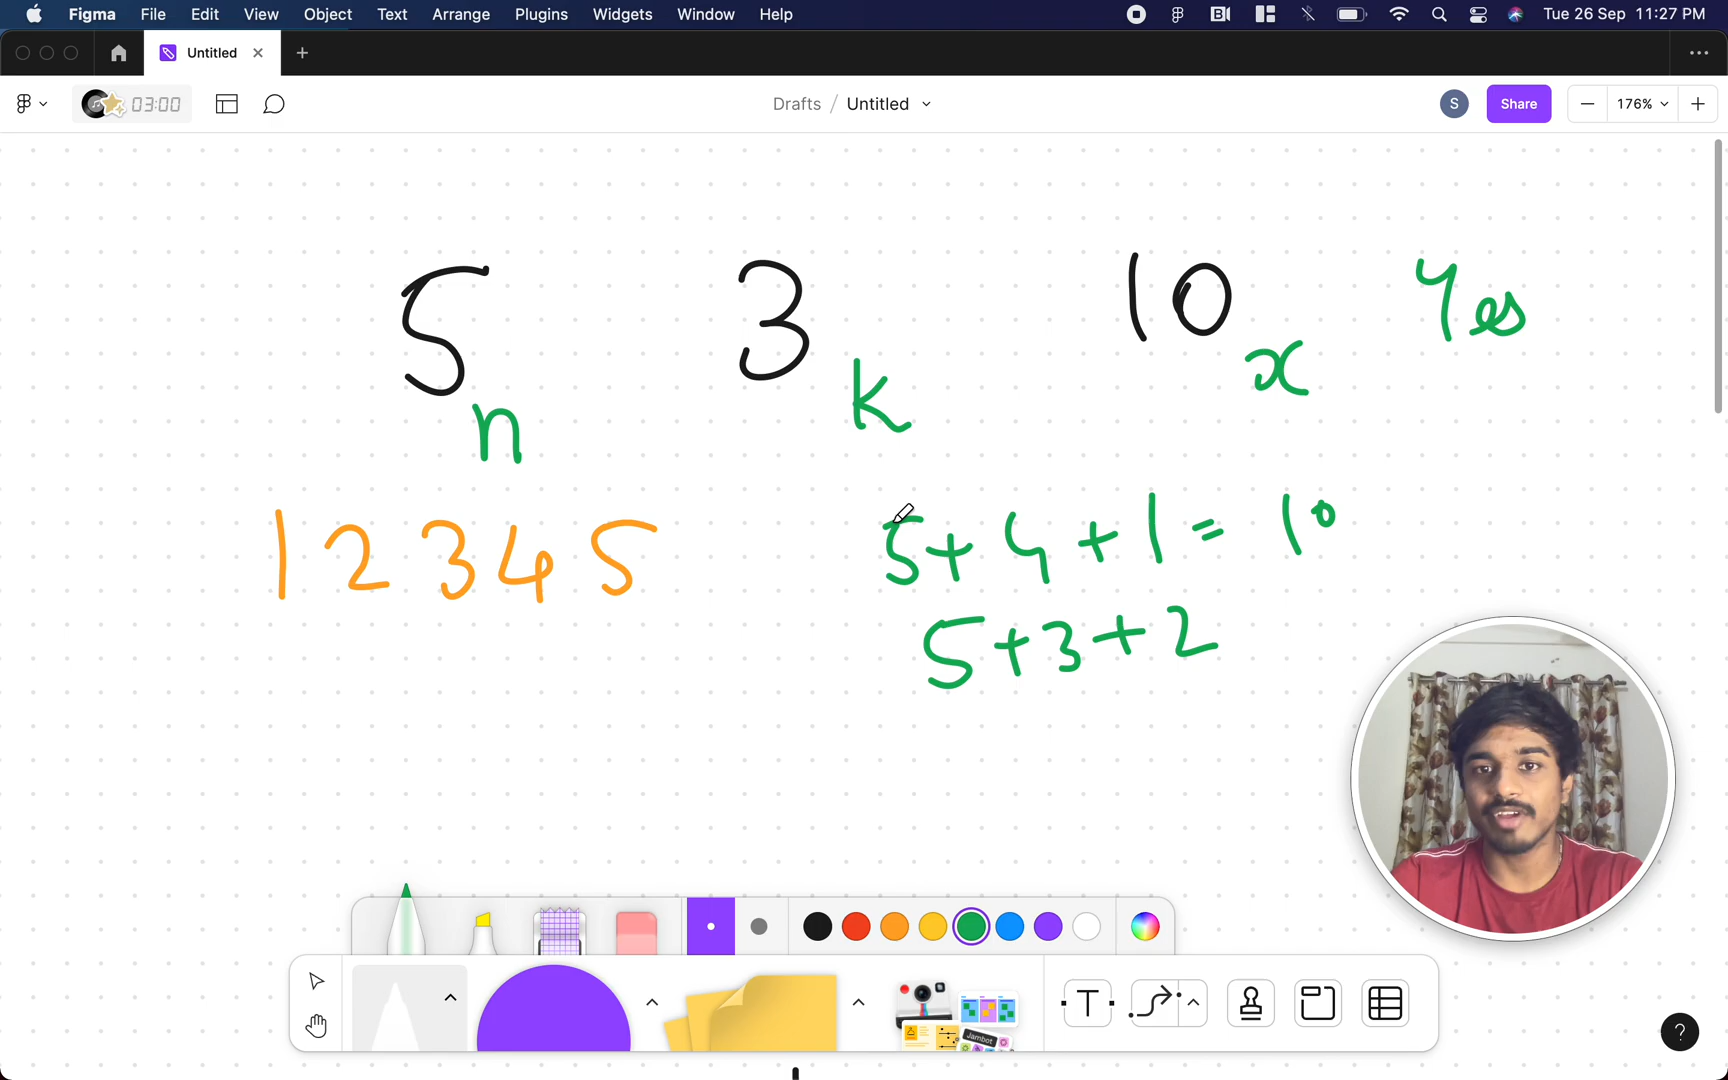 Figma File Edit View Object Text Arrange Plugins Widgets Window Help Tue 26 Sep 11:27 PM
Untitled
03:00 Drafts / Untitled S Share 176%
5 3 10 Yes
n k x
1 2 3 4 5 5+4+1=10
5+3+2
T
Jambot
?